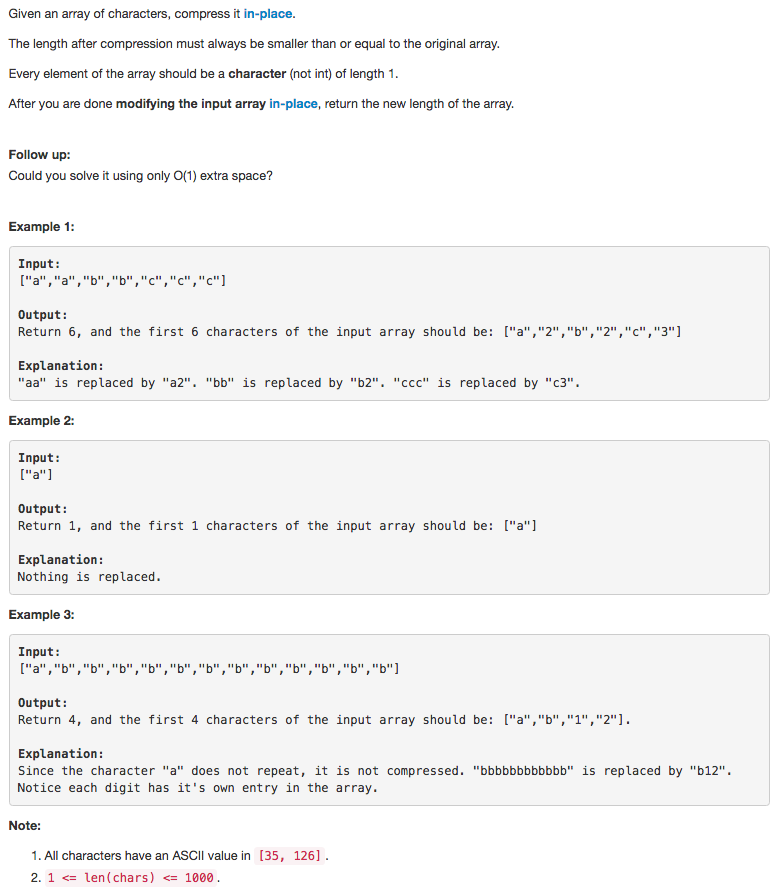 Given an array of characters, compress it in-place.
The length after compression must always be smaller than or equal to the original array.
Every element of the array should be a character (not int) of length 1.
After you are done modifying the input array in-place, return the new length of the array.
Follow up:
Could you solve it using only O(1) extra space?
Example 1:
Input:
["a","a","b","b","c","c","c"]
Output:
Return 6, and the first 6 characters of the input array should be: ["a","2","b","2","c","3"]
Explanation:
"aa" is replaced by "a2". "bb" is replaced by "b2". "ccc" is replaced by "c3".
Example 2:
Input:
["a"]
Output:
Return 1, and the first 1 characters of the input array should be: ["a"]
Explanation:
Nothing is replaced.
Example 3:
Input:
["a","b","b","b","b","b","b","b","b","b","b","b","b"]
Output:
Return 4, and the first 4 characters of the input array should be: ["a","b","1","2"].
Explanation:
Since the character "a" does not repeat, it is not compressed. "bbbbbbbbbbbb" is replaced by "b12".
Notice each digit has it's own entry in the array.
Note:
1. All characters have an ASCII value in [35, 126].
2. 1 <= len(chars) <= 1000.